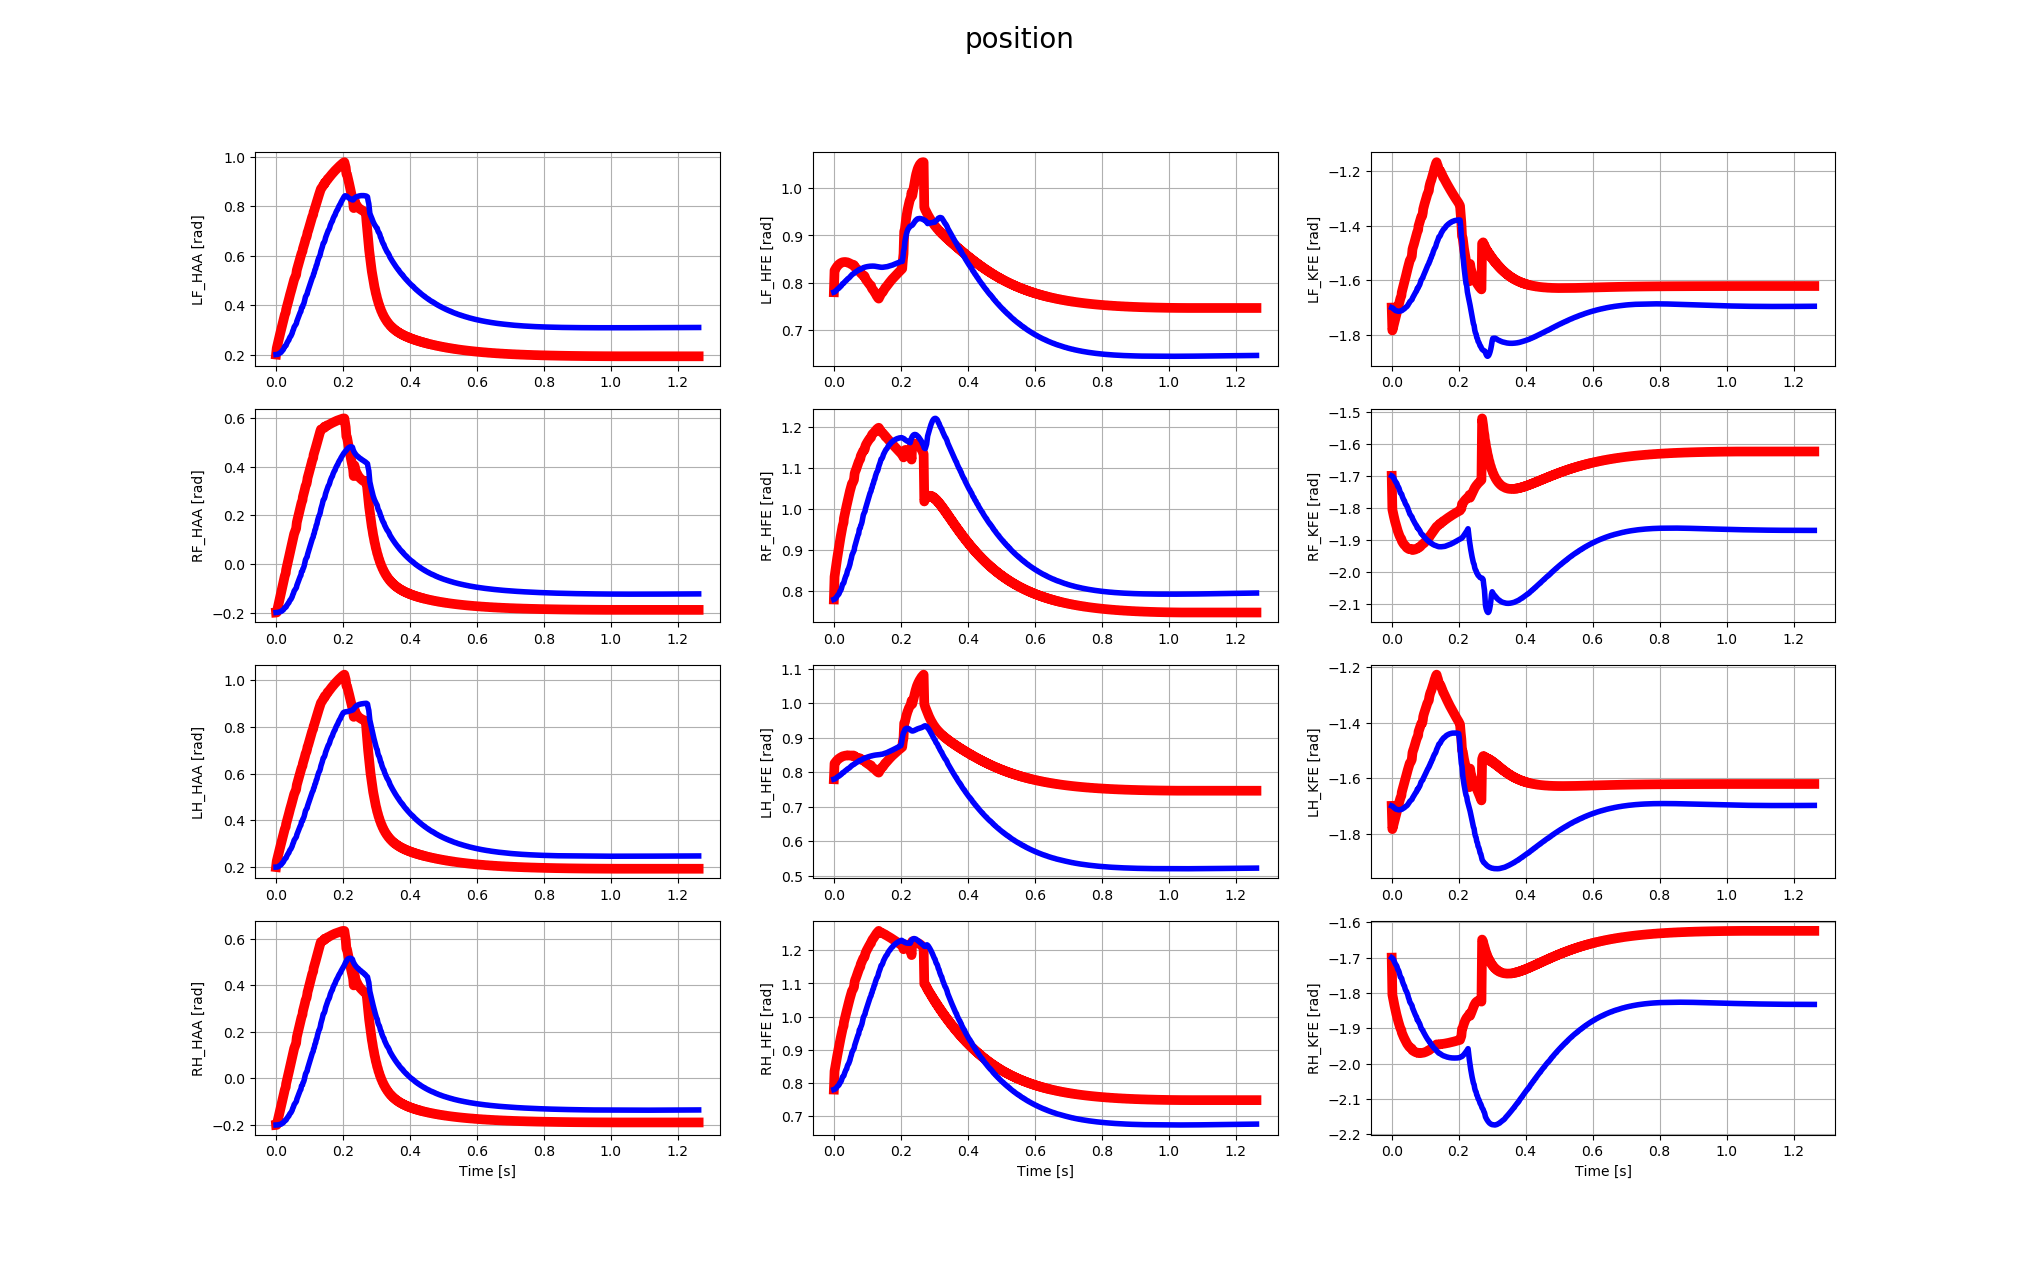 position
LF_HAA [rad]
1.0
0.8
0.6
0.4
0.2
0.0 0.2 0.4 0.6 0.8 1.0 1.2
LF_HFE [rad]
1.0
0.9
0.8
0.7
0.0 0.2 0.4 0.6 0.8 1.0 1.2
LF_KFE [rad]
−1.2
−1.4
−1.6
−1.8
0.0 0.2 0.4 0.6 0.8 1.0 1.2
RF_HAA [rad]
0.6
0.4
0.2
0.0
−0.2
0.0 0.2 0.4 0.6 0.8 1.0 1.2
RF_HFE [rad]
1.2
1.1
1.0
0.9
0.8
0.0 0.2 0.4 0.6 0.8 1.0 1.2
RF_KFE [rad]
−1.5
−1.6
−1.7
−1.8
−1.9
−2.0
−2.1
0.0 0.2 0.4 0.6 0.8 1.0 1.2
LH_HAA [rad]
1.0
0.8
0.6
0.4
0.2
0.0 0.2 0.4 0.6 0.8 1.0 1.2
LH_HFE [rad]
1.1
1.0
0.9
0.8
0.7
0.6
0.5
0.0 0.2 0.4 0.6 0.8 1.0 1.2
LH_KFE [rad]
−1.2
−1.4
−1.6
−1.8
0.0 0.2 0.4 0.6 0.8 1.0 1.2
RH_HAA [rad]
0.6
0.4
0.2
0.0
−0.2
0.0 0.2 0.4 0.6 0.8 1.0 1.2
Time [s]
RH_HFE [rad]
1.2
1.1
1.0
0.9
0.8
0.7
0.0 0.2 0.4 0.6 0.8 1.0 1.2
Time [s]
RH_KFE [rad]
−1.6
−1.7
−1.8
−1.9
−2.0
−2.1
−2.2
0.0 0.2 0.4 0.6 0.8 1.0 1.2
Time [s]